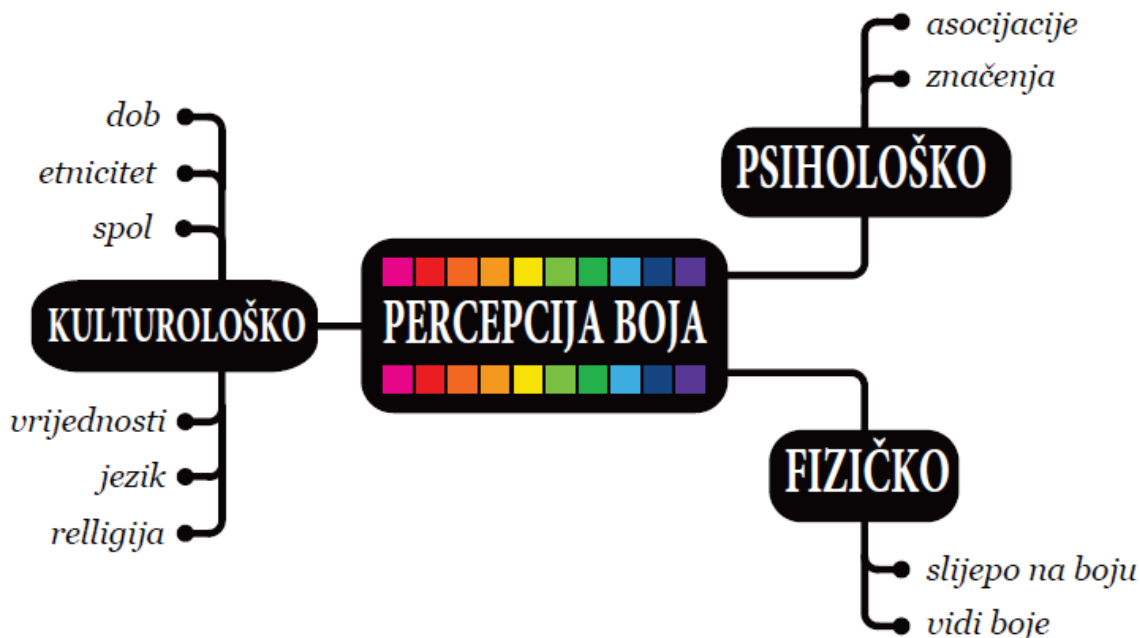 asocijacije
značenja
PSIHOLOŠKO
dob
etnicitet
spol
KULTUROLOŠKO
vrijednosti
jezik
relligija
PERCEPCIJA BOJA
FIZIČKO
slijepo na boju
vidi boje